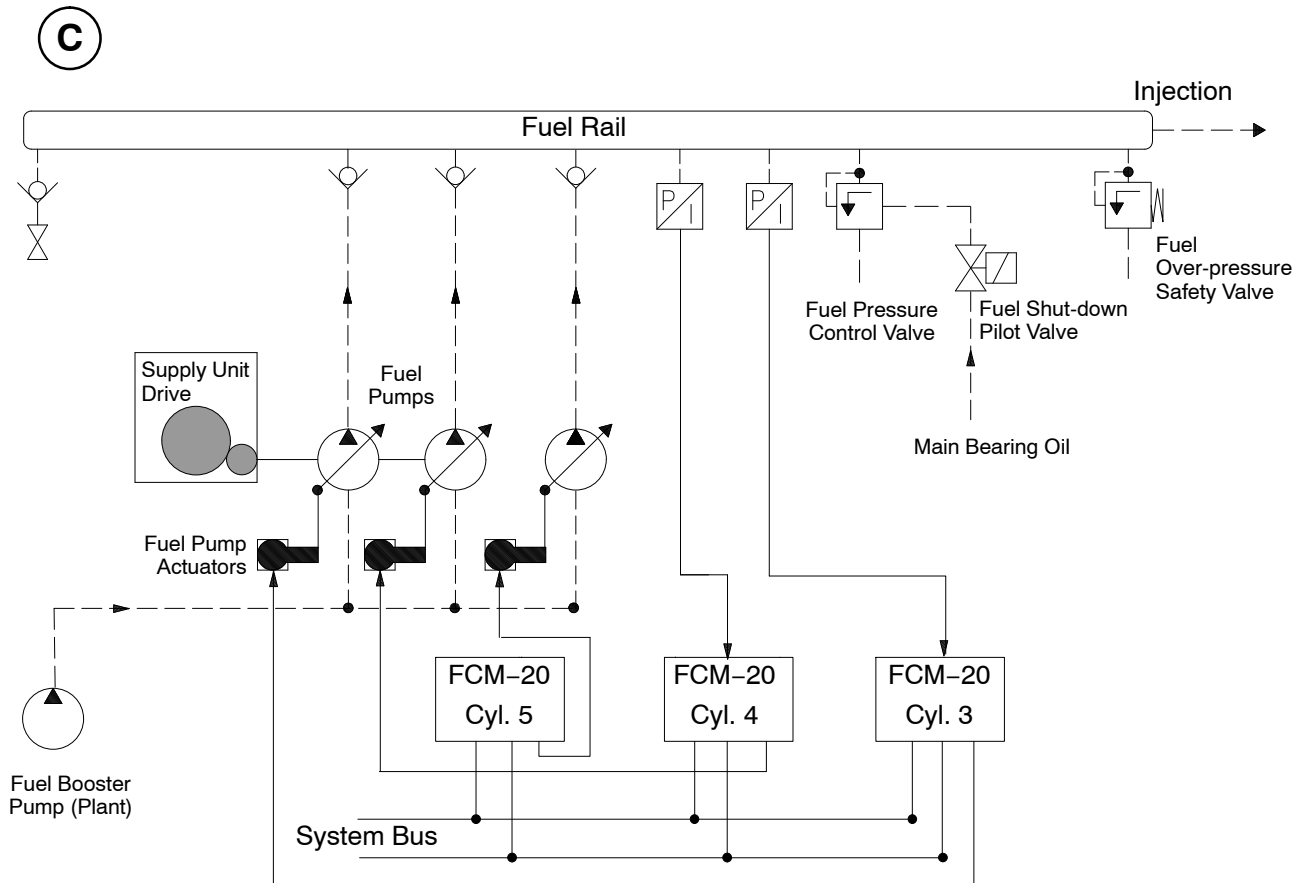 C
Injection
Fuel Rail
P
I
P
I
Fuel
Over-pressure
Safety Valve
Fuel Pressure
Control Valve
Fuel Shut-down
Pilot Valve
Supply Unit
Drive
Fuel
Pumps
Main Bearing Oil
Fuel Pump
Actuators
FCM−20
Cyl. 5
FCM−20
Cyl. 4
FCM−20
Cyl. 3
Fuel Booster
Pump (Plant)
System Bus